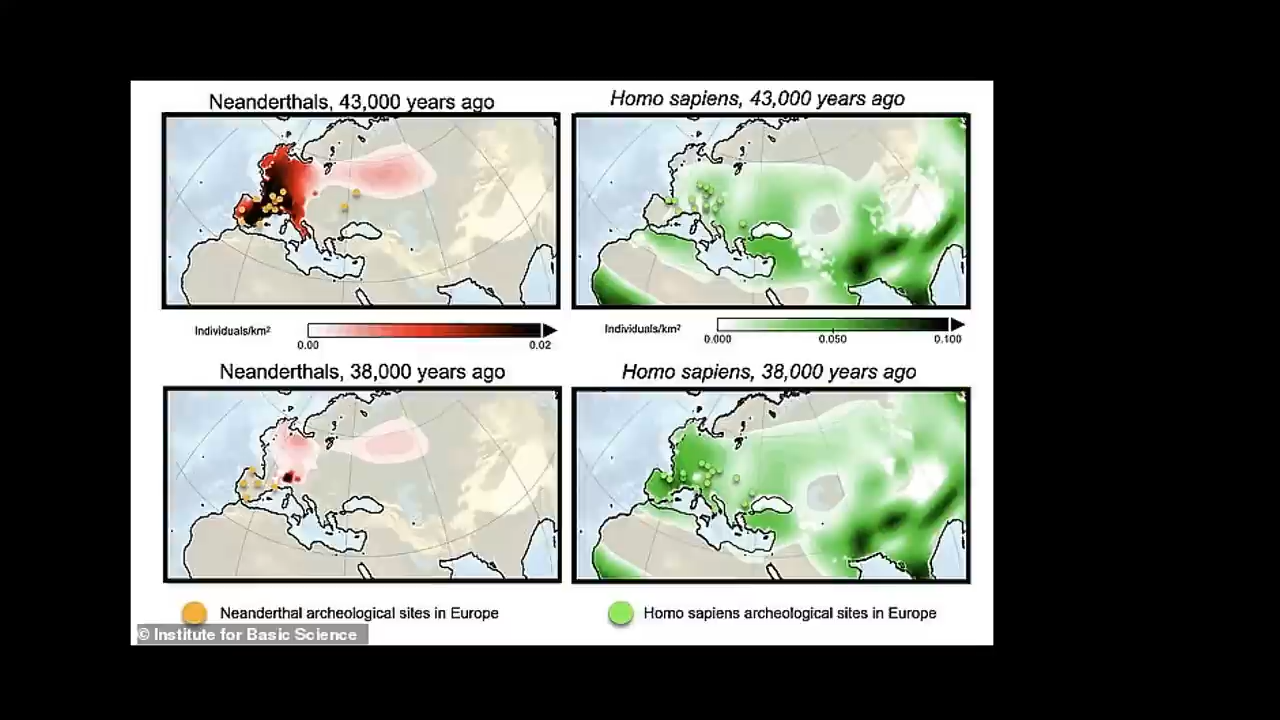 Neanderthals, 43,000 years ago
Homo sapiens, 43,000 years ago
Individuals/km²
0.00
0.02
Individuals/km²
0.000
0.050
0.100
Neanderthals, 38,000 years ago
Homo sapiens, 38,000 years ago
Neanderthal archeological sites in Europe
Homo sapiens archeological sites in Europe
© Institute for Basic Science